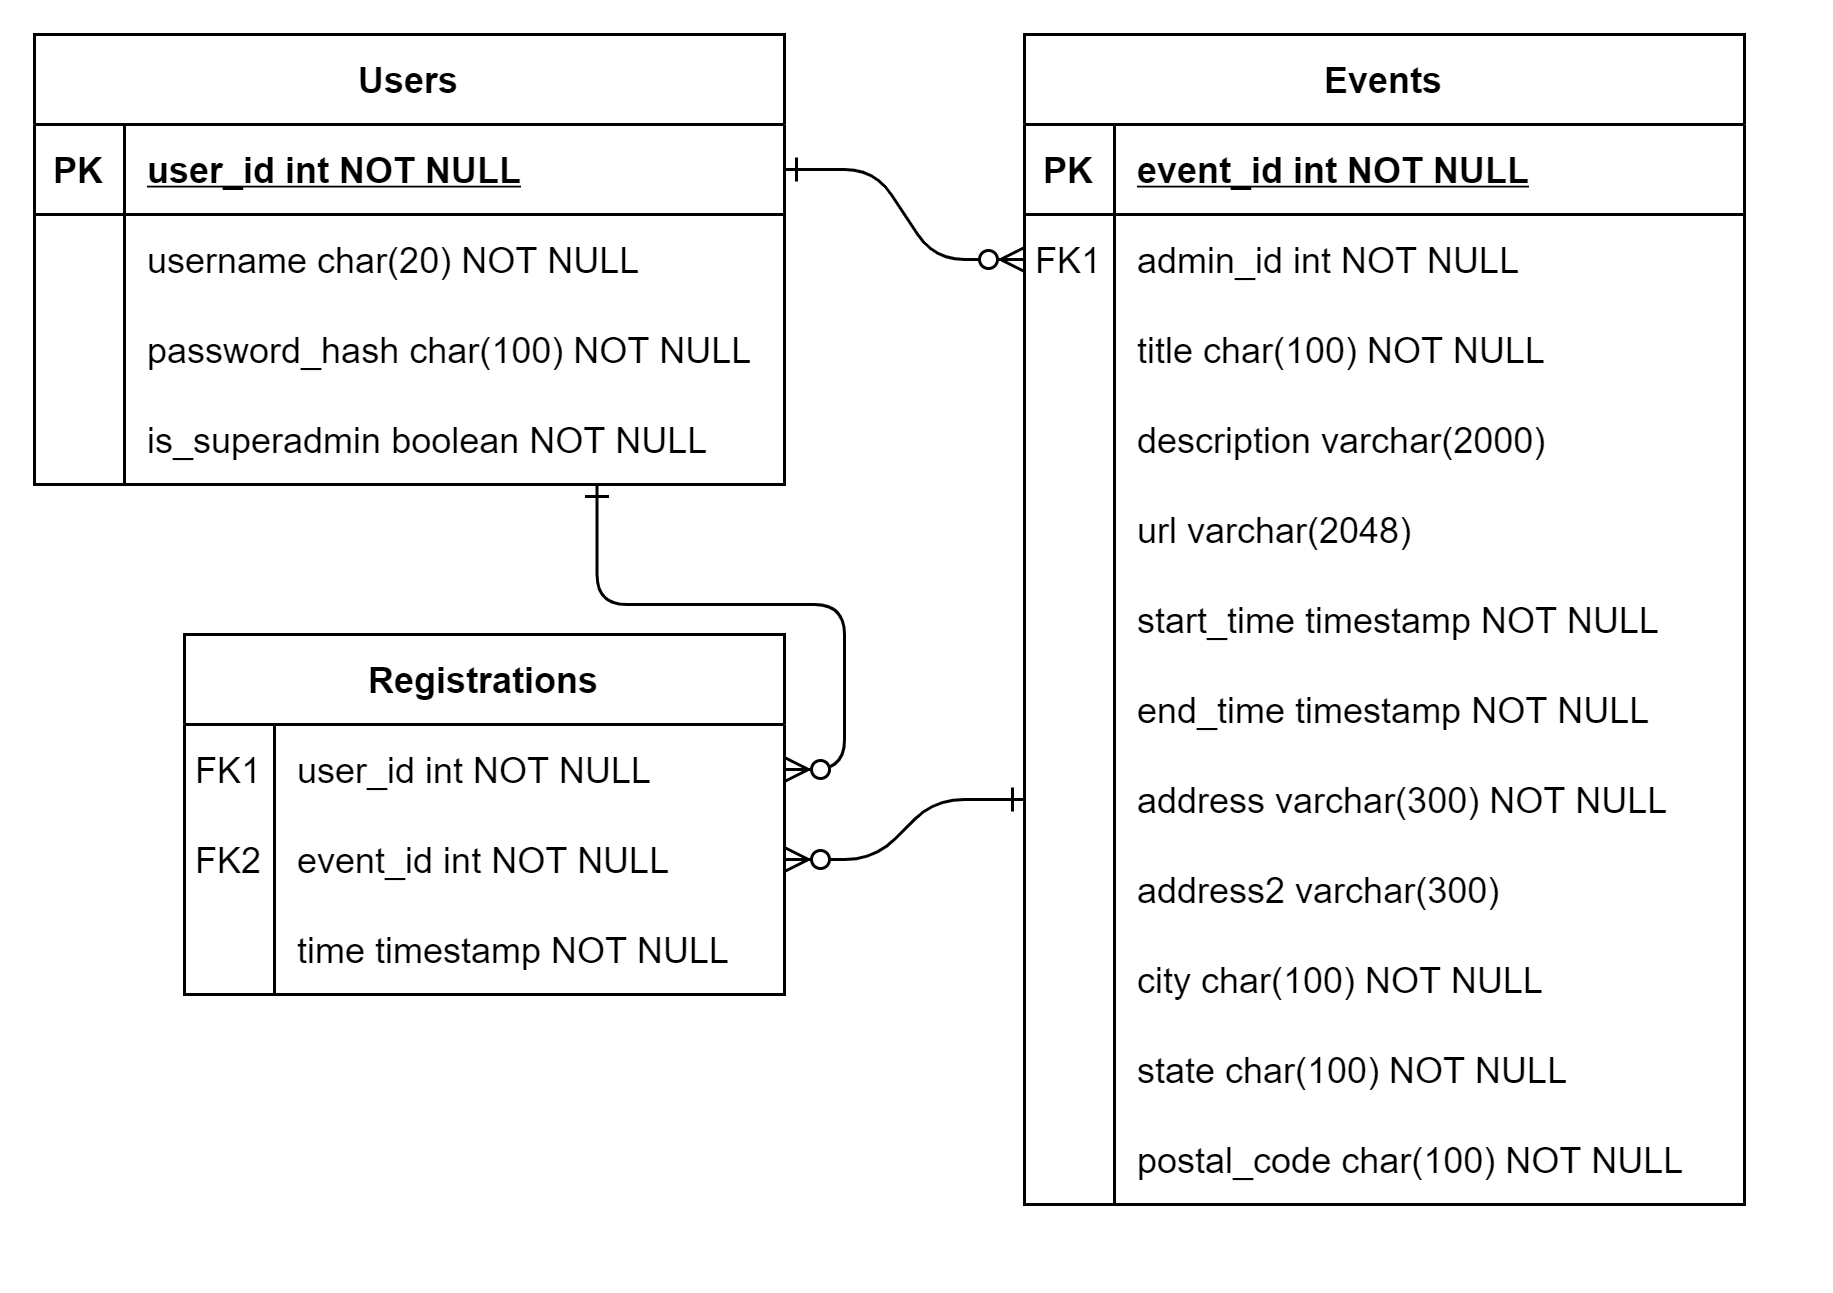 Users
PK user_id int NOT NULL
username char(20) NOT NULL
password_hash char(100) NOT NULL
is_superadmin boolean NOT NULL
Events
PK event_id int NOT NULL
FK1 admin_id int NOT NULL
title char(100) NOT NULL
description varchar(2000)
url varchar(2048)
start_time timestamp NOT NULL
end_time timestamp NOT NULL
address varchar(300) NOT NULL
address2 varchar(300)
city char(100) NOT NULL
state char(100) NOT NULL
postal_code char(100) NOT NULL
Registrations
FK1 user_id int NOT NULL
FK2 event_id int NOT NULL
time timestamp NOT NULL